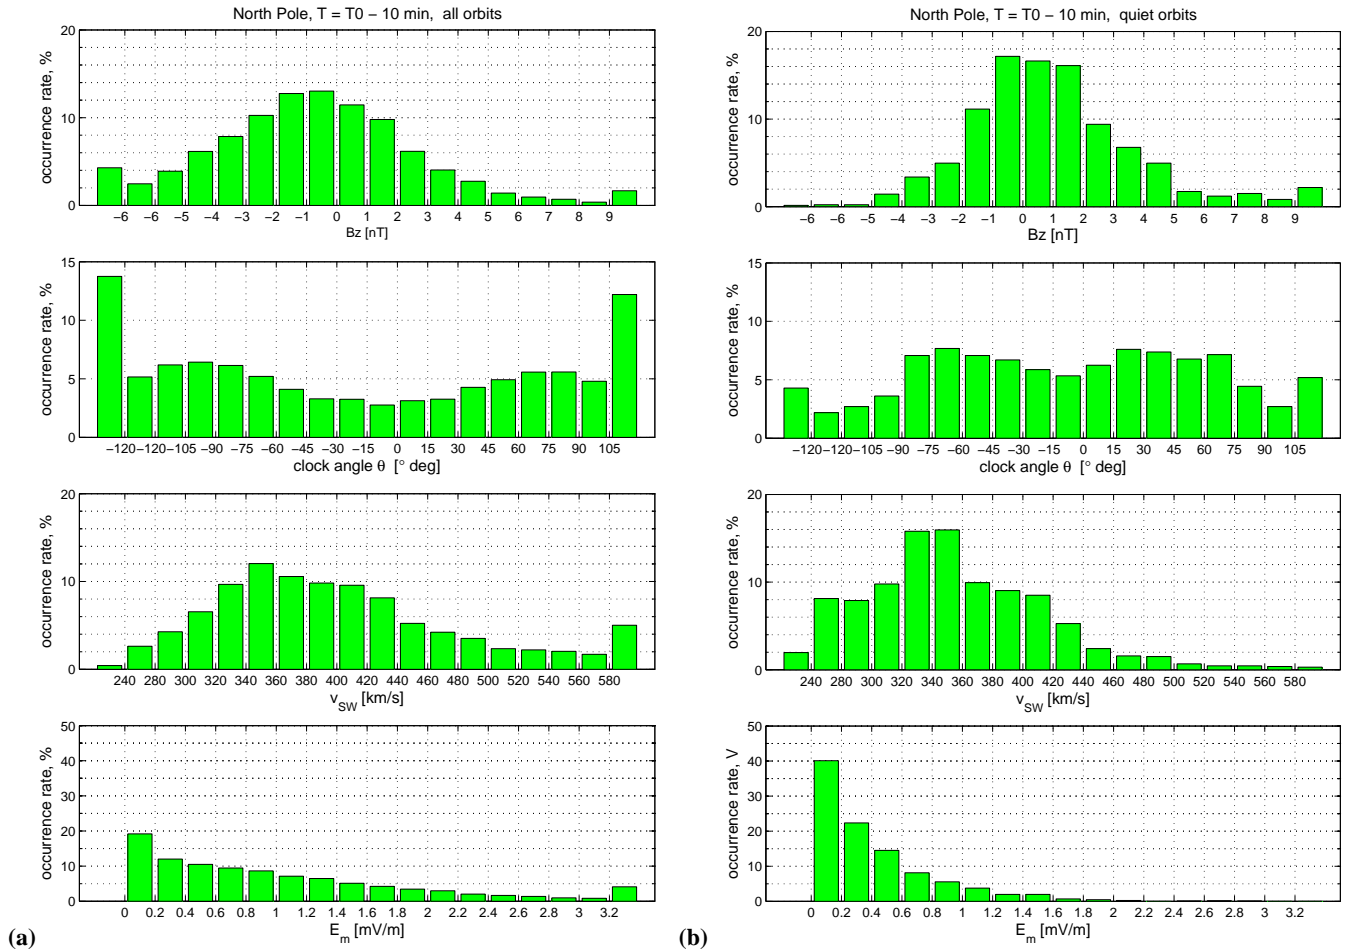 North Pole, T = T0 − 10 min, all orbits
20
10
0
occurrence rate, %
−6 −6 −5 −4 −3 −2 −1 0 1 2 3 4 5 6 7 8 9
Bz [nT]
15
10
5
0
occurrence rate, %
−120 −120 −105 −90 −75 −60 −45 −30 −15 0 15 30 45 60 75 90 105
clock angle θ [° deg]
20
10
0
occurrence rate, %
240 280 300 320 340 360 380 400 420 440 460 480 500 520 540 560 580
v_SW [km/s]
50
40
30
20
10
0
occurrence rate, %
0 0.2 0.4 0.6 0.8 1 1.2 1.4 1.6 1.8 2 2.2 2.4 2.6 2.8 3 3.2
E_m [mV/m]
(a)
North Pole, T = T0 − 10 min, quiet orbits
20
10
0
occurrence rate, %
−6 −6 −5 −4 −3 −2 −1 0 1 2 3 4 5 6 7 8 9
Bz [nT]
15
10
5
0
occurrence rate, %
−120 −120 −105 −90 −75 −60 −45 −30 −15 0 15 30 45 60 75 90 105
clock angle θ [° deg]
20
10
0
occurrence rate, %
240 280 300 320 340 360 380 400 420 440 460 480 500 520 540 560 580
v_SW [km/s]
50
40
30
20
10
0
occurrence rate, V
0 0.2 0.4 0.6 0.8 1 1.2 1.4 1.6 1.8 2 2.2 2.4 2.6 2.8 3 3.2
E_m [mV/m]
(b)